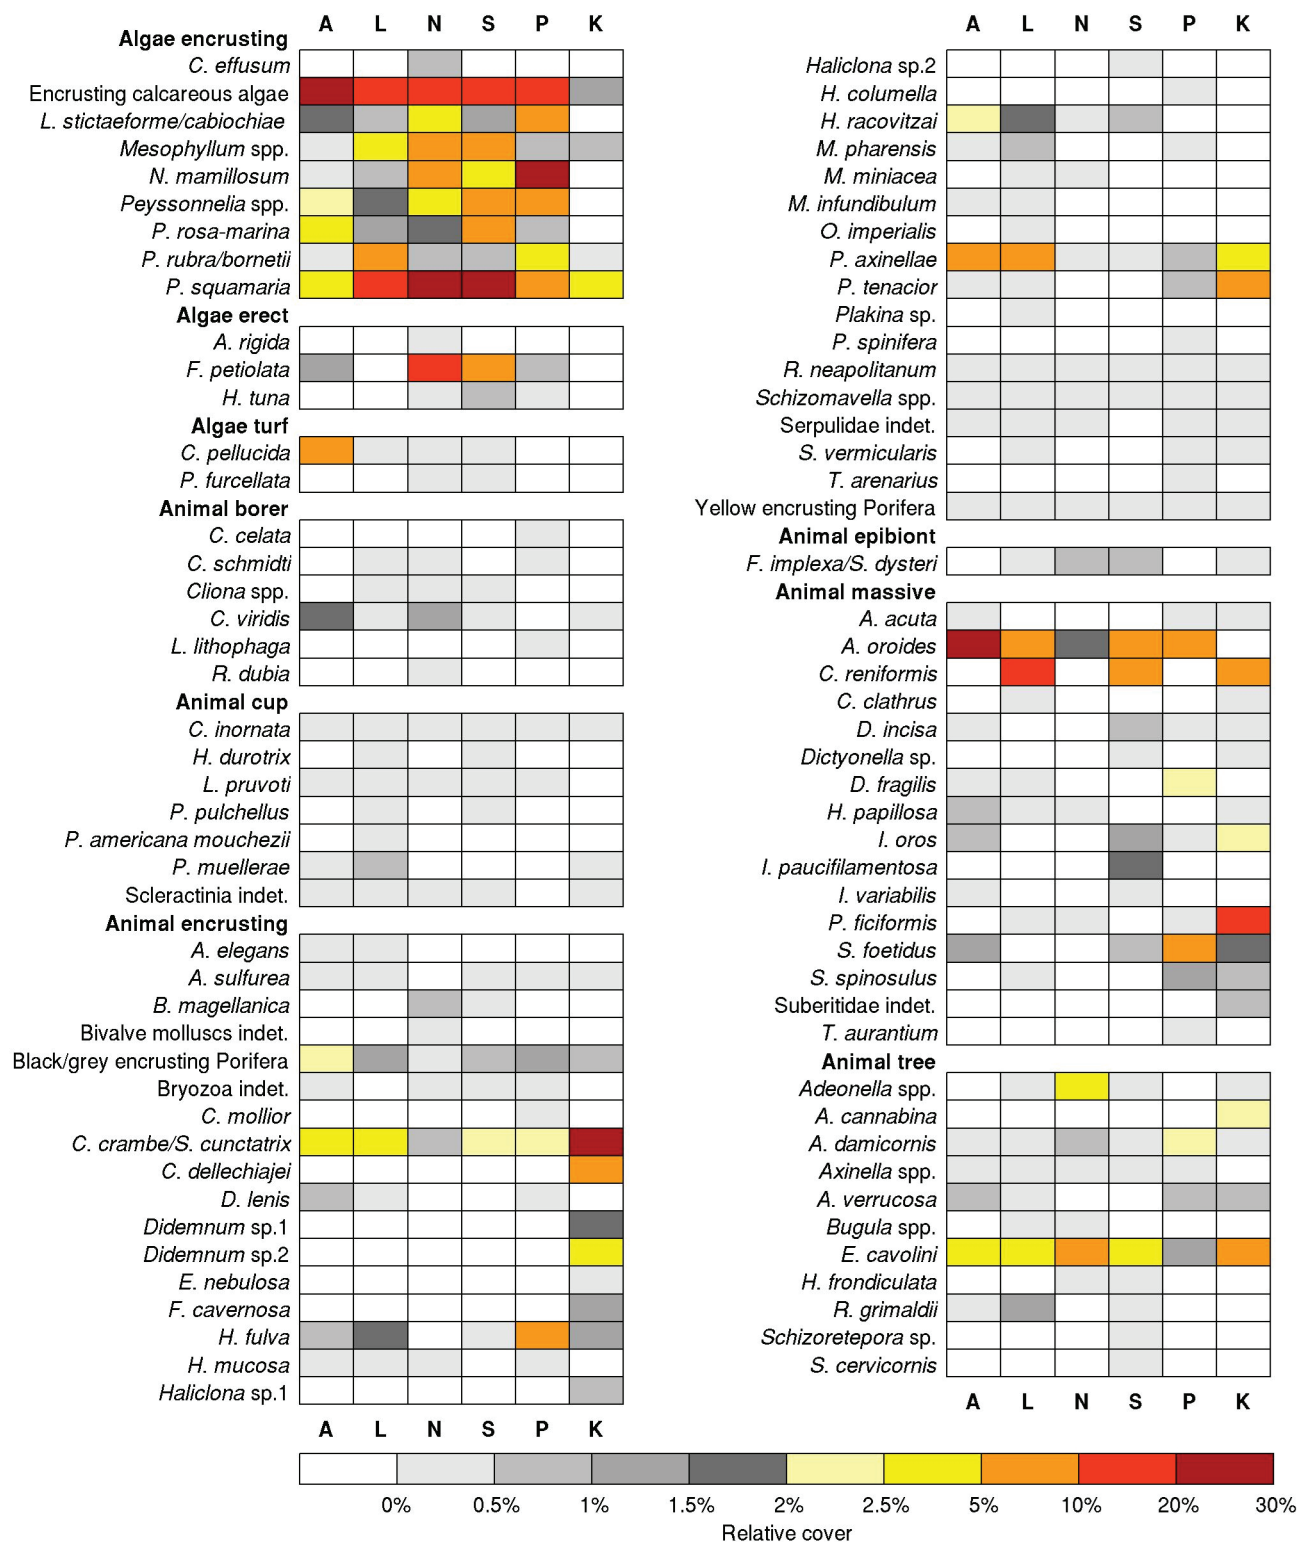 A L N S P K
Algae encrusting
C. effusum
Encrusting calcareous algae
L. stictaeforme/cabiochiae
Mesophyllum spp.
N. mamillosum
Peyssonnelia spp.
P. rosa-marina
P. rubra/bornetii
P. squamaria
Algae erect
A. rigida
F. petiolata
H. tuna
Algae turf
C. pellucida
P. furcellata
Animal borer
C. celata
C. schmidti
Cliona spp.
C. viridis
L. lithophaga
R. dubia
Animal cup
C. inornata
H. durotrix
L. pruvoti
P. pulchellus
P. americana mouchezii
P. muellerae
Scleractinia indet.
Animal encrusting
A. elegans
A. sulfurea
B. magellanica
Bivalve molluscs indet.
Black/grey encrusting Porifera
Bryozoa indet.
C. mollior
C. crambe/S. cunctatrix
C. dellechiajei
D. lenis
Didemnum sp.1
Didemnum sp.2
E. nebulosa
F. cavernosa
H. fulva
H. mucosa
Haliclona sp.1
A L N S P K
A L N S P K
Haliclona sp.2
H. columella
H. racovitzai
M. pharensis
M. miniacea
M. infundibulum
O. imperialis
P. axinellae
P. tenacior
Plakina sp.
P. spinifera
R. neapolitanum
Schizomavella spp.
Serpulidae indet.
S. vermicularis
T. arenarius
Yellow encrusting Porifera
Animal epibiont
F. implexa/S. dysteri
Animal massive
A. acuta
A. oroides
C. reniformis
C. clathrus
D. incisa
Dictyonella sp.
D. fragilis
H. papillosa
I. oros
I. paucifilamentosa
I. variabilis
P. ficiformis
S. foetidus
S. spinosulus
Suberitidae indet.
T. aurantium
Animal tree
Adeonella spp.
A. cannabina
A. damicornis
Axinella spp.
A. verrucosa
Bugula spp.
E. cavolini
H. frondiculata
R. grimaldii
Schizoretepora sp.
S. cervicornis
A L N S P K
0% 0.5% 1% 1.5% 2% 2.5% 5% 10% 20% 30%
Relative cover